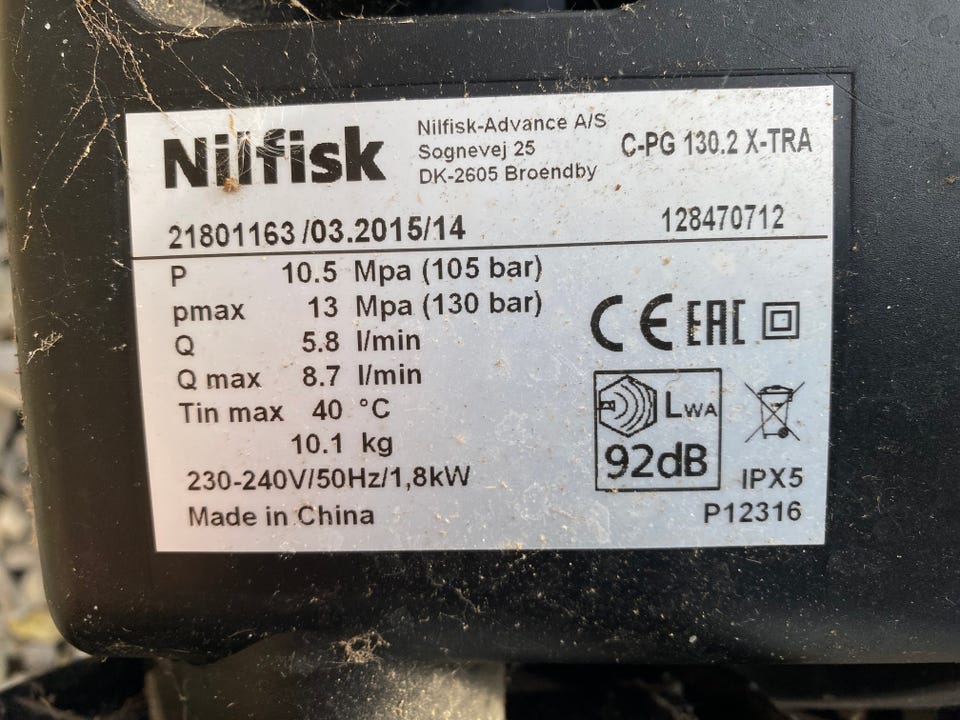 Nilfisk
Nilfisk-Advance A/S
Sognevej 25
DK-2605 Broendby
C-PG 130.2 X-TRA
21801163 /03.2015/14
128470712
P 10.5 Mpa (105 bar)
pmax 13 Mpa (130 bar)
Q 5.8 l/min
Q max 8.7 l/min
Tin max 40 °C
10.1 kg
230-240V/50Hz/1,8kW
Made in China
CE EAC
LWA
92dB
IPX5
P12316